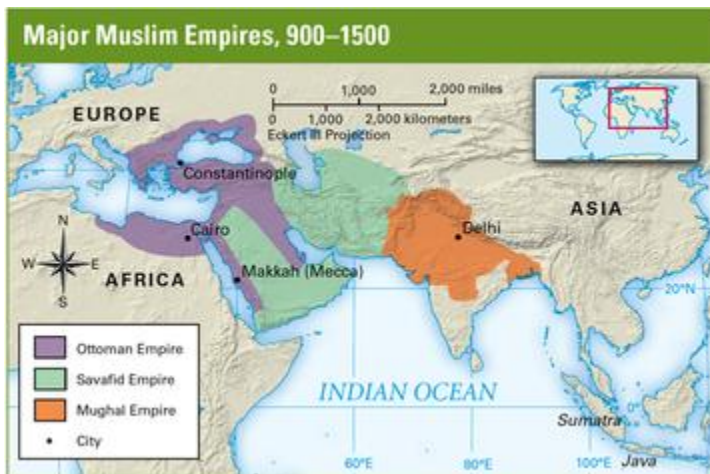 Major Muslim Empires, 900–1500
0 1,000 2,000 miles
0 1,000 2,000 kilometers
Eckert III Projection
EUROPE
Constantinople
ASIA
Delhi
Cairo
N
W E
S
AFRICA
Makkah (Mecca)
20°N
Ottoman Empire
Savafid Empire
Mughal Empire
City
INDIAN OCEAN
Sumatra
0°
60°E
80°E
100°E
Java